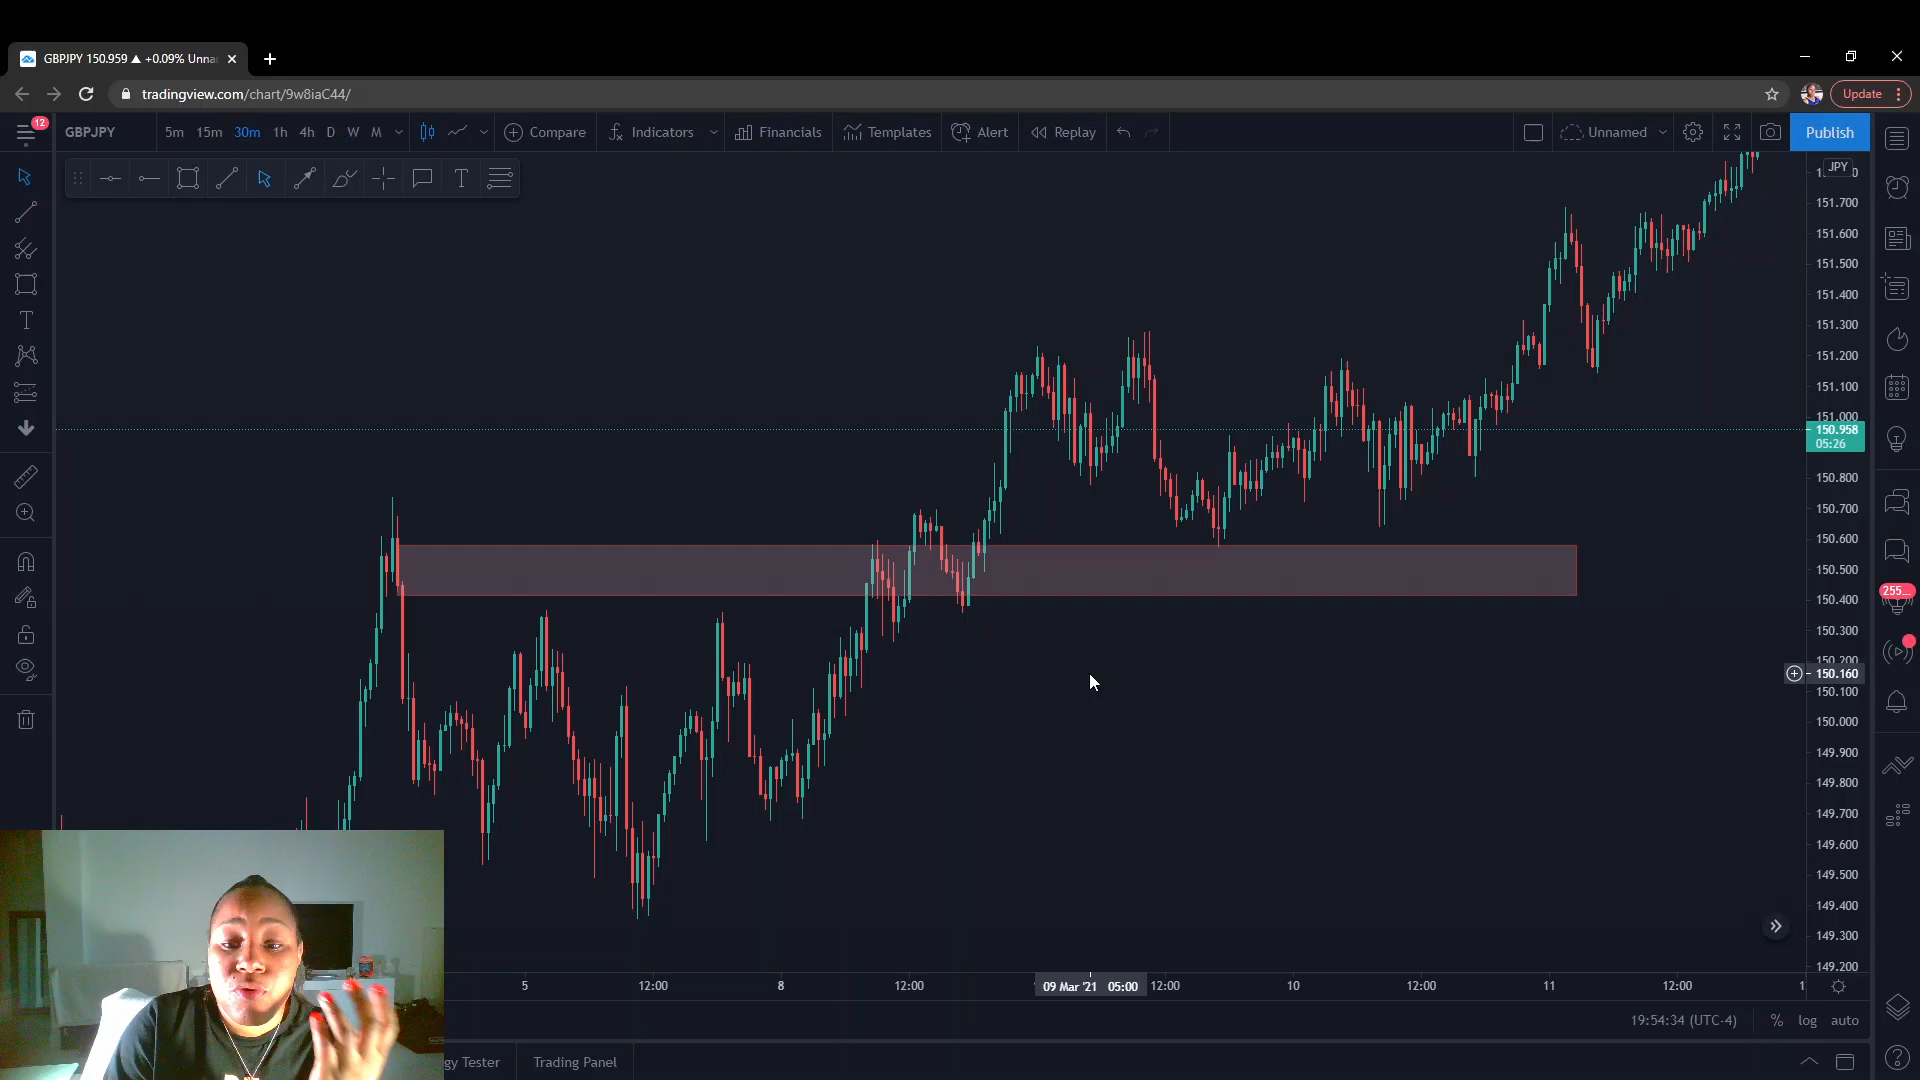 GBPJPY 150.959 ▲ +0.09% Unna
tradingview.com/chart/9w8iaC44/
Update
12
GBPJPY
5m 15m 30m 1h 4h D W M
Compare
Indicators
Financials
Templates
Alert
Replay
Unnamed
Publish
T
T
JPY
151.700
151.600
151.500
151.400
151.300
151.200
151.100
151.000
150.958
05:26
150.800
150.700
150.600
150.500
150.400
150.300
150.200
150.160
150.100
150.000
149.900
149.800
149.700
149.600
149.500
149.400
149.300
149.200
255...
5 12:00 8 12:00 09 Mar '21 05:00 12:00 10 12:00 11 12:00 1
19:54:34 (UTC-4) % log auto
gy Tester Trading Panel